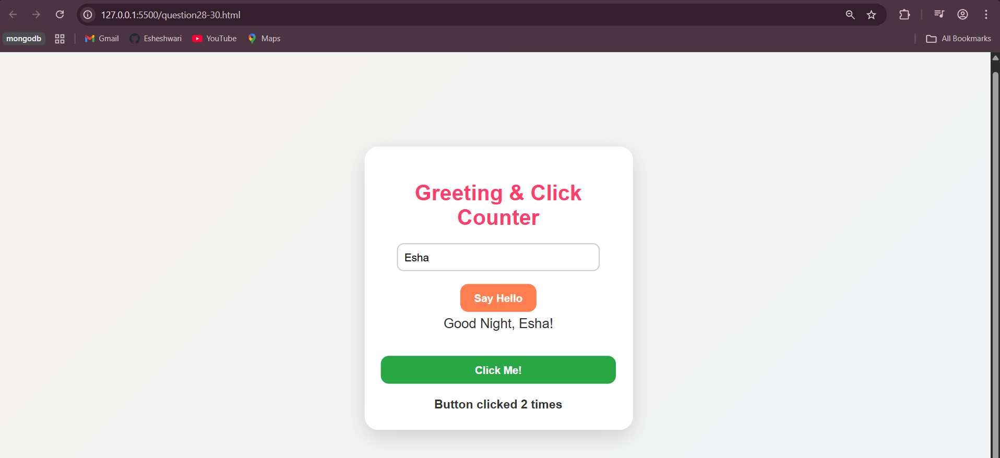 127.0.0.1:5500/question28-30.html
mongodb Gmail Esheshwari YouTube Maps All Bookmarks
Greeting & Click
Counter
Esha
Say Hello
Good Night, Esha!
Click Me!
Button clicked 2 times